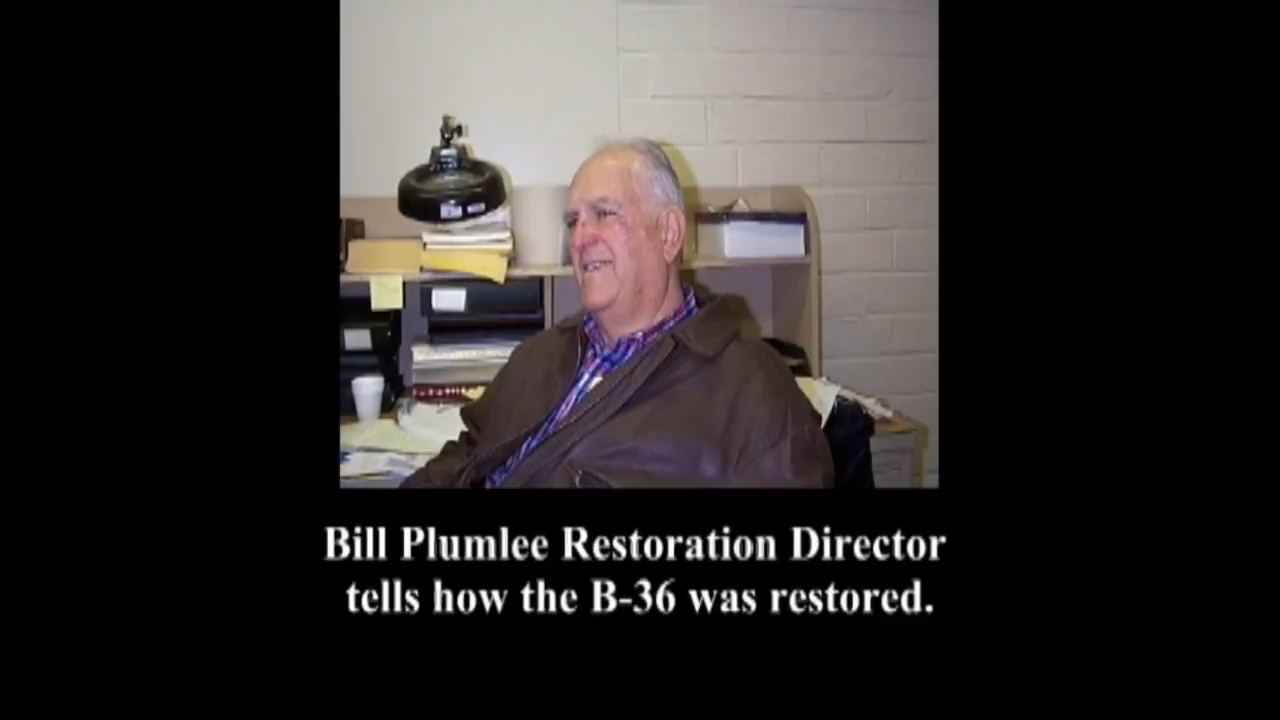 Bill Plumlee Restoration Director
tells how the B-36 was restored.